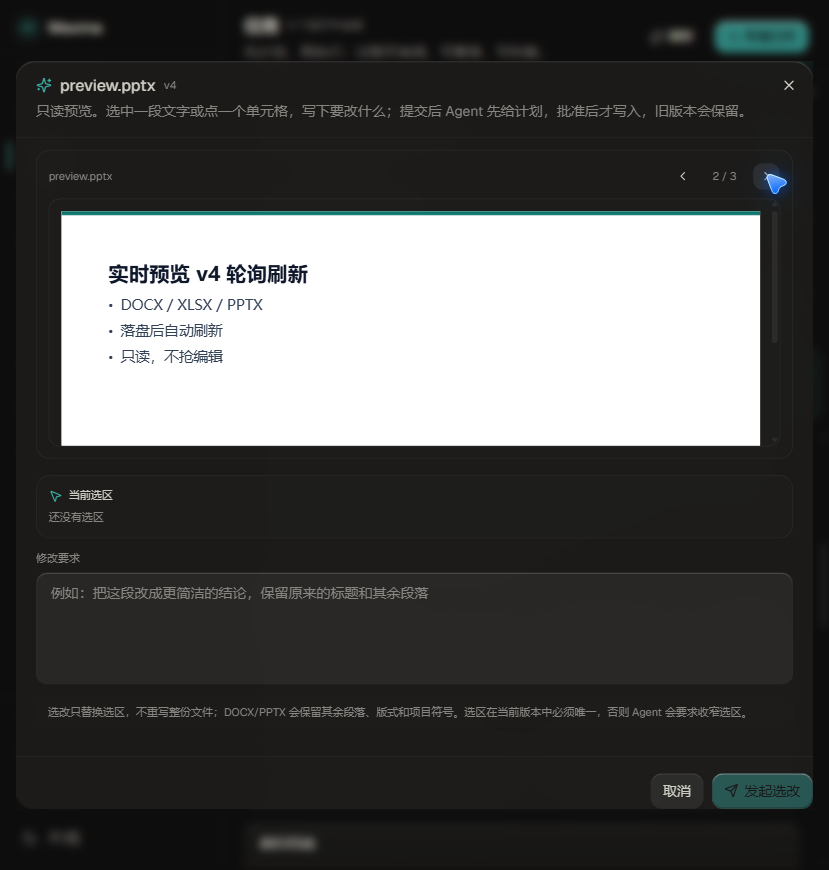 preview.pptx v4
只读预览。选中一段文字或点一个单元格，写下要改什么；提交后 Agent 先给计划，批准后才写入，旧版本会保留。
preview.pptx 2 / 3
实时预览 v4 轮询刷新
• DOCX / XLSX / PPTX
• 落盘后自动刷新
• 只读，不抢编辑
当前选区
还没有选区
修改要求
例如：把这段改成更简洁的结论，保留原来的标题和其余段落
选改只替换选区，不重写整份文件；DOCX/PPTX 会保留其余段落、版式和项目符号。选区在当前版本中必须唯一，否则 Agent 会要求收窄选区。
取消 发起选改